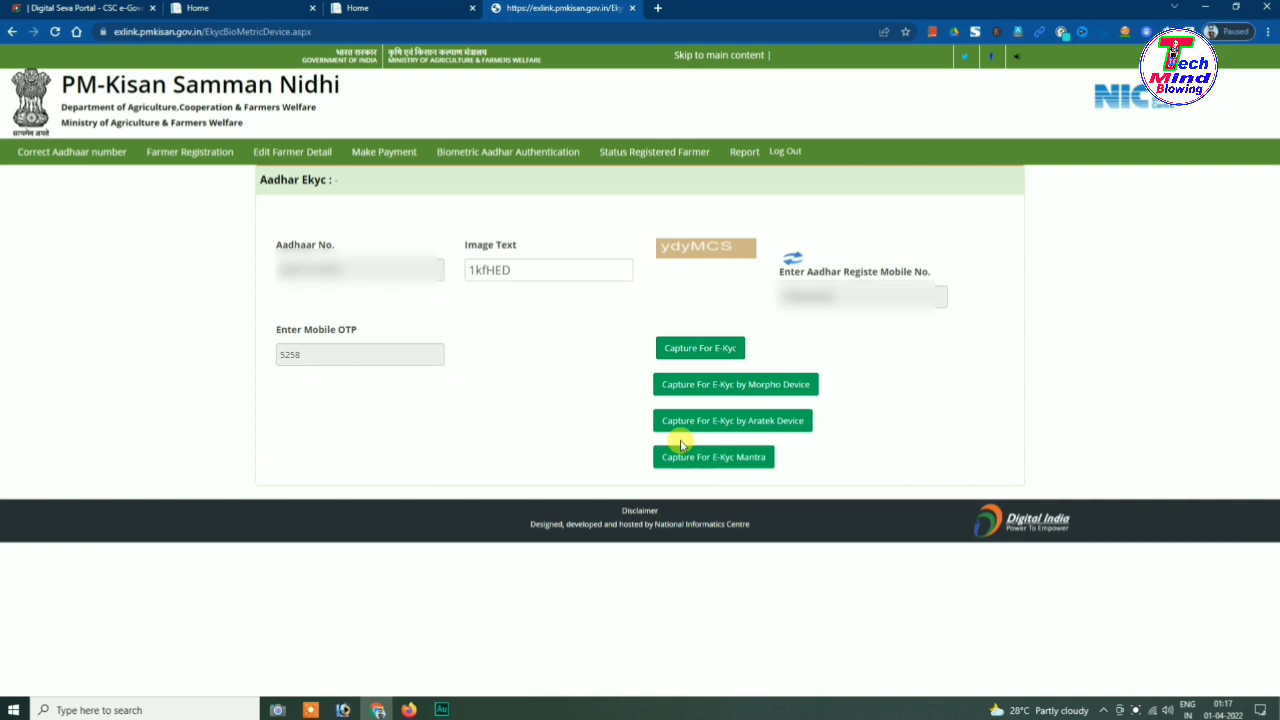 | Digital Seva Portal - CSC e-Gov
Home
Home
https://exlink.pmkisan.gov.in/Ek
exlink.pmkisan.gov.in/EkycBioMetricDevice.aspx
Paused
भारत सरकार
GOVERNMENT OF INDIA
कृषि एवं किसान कल्याण मंत्रालय
MINISTRY OF AGRICULTURE & FARMERS WELFARE
Skip to main content |
PM-Kisan Samman Nidhi
Department of Agriculture,Cooperation & Farmers Welfare
Ministry of Agriculture & Farmers Welfare
सत्यमेव जयते
NIC
Tech
Mind
Blowing
Correct Aadhaar number Farmer Registration Edit Farmer Detail Make Payment Biometric Aadhar Authentication Status Registered Farmer Report Log Out
Aadhar Ekyc : -
Aadhaar No.
Image Text
1kfHED
ydyMCS
Enter Aadhar Registe Mobile No.
Enter Mobile OTP
5258
Capture For E-Kyc
Capture For E-Kyc by Morpho Device
Capture For E-Kyc by Aratek Device
Capture For E-Kyc Mantra
Disclaimer
Designed, developed and hosted by National Informatics Centre
Digital India
Power To Empower
Type here to search
Au
28°C Partly cloudy
ENG
IN
01:17
01-04-2022